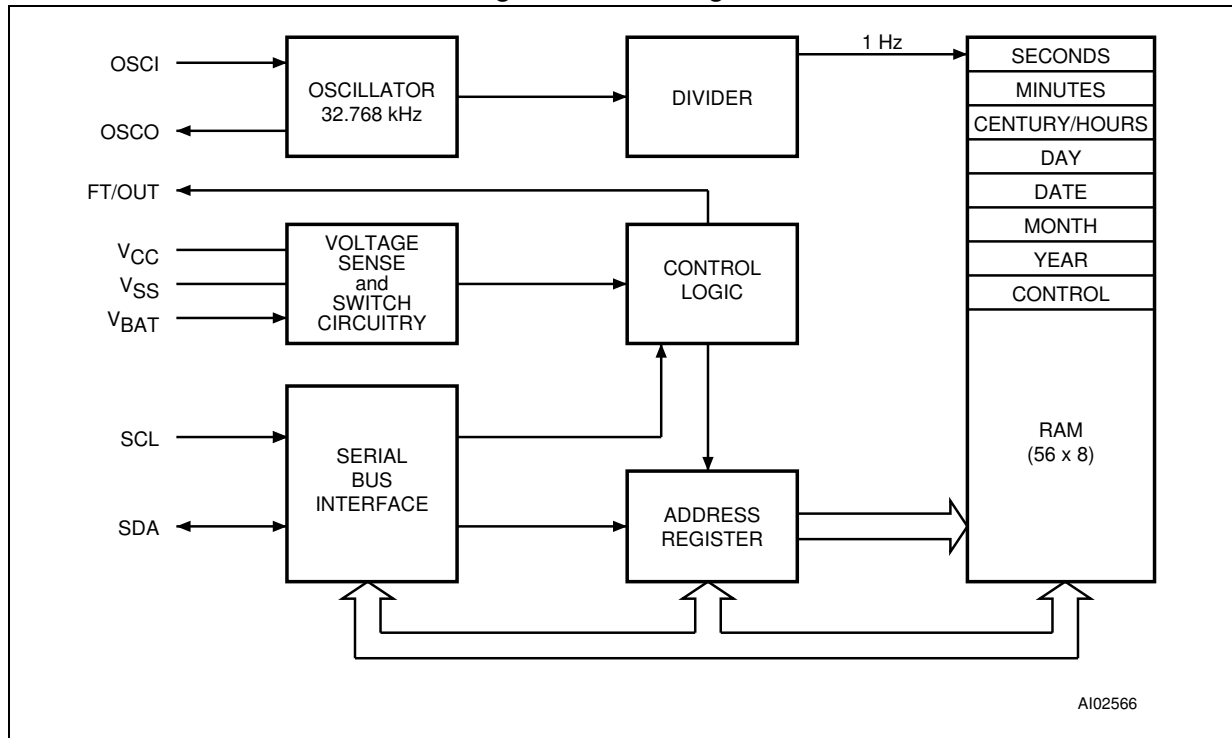 OSCI
OSCO
FT/OUT
VCC
VSS
VBAT
SCL
SDA
OSCILLATOR
32.768 kHz
DIVIDER
1 Hz
VOLTAGE
SENSE
and
SWITCH
CIRCUITRY
CONTROL
LOGIC
SERIAL
BUS
INTERFACE
ADDRESS
REGISTER
SECONDS
MINUTES
CENTURY/HOURS
DAY
DATE
MONTH
YEAR
CONTROL
RAM
(56 x 8)
AI02566